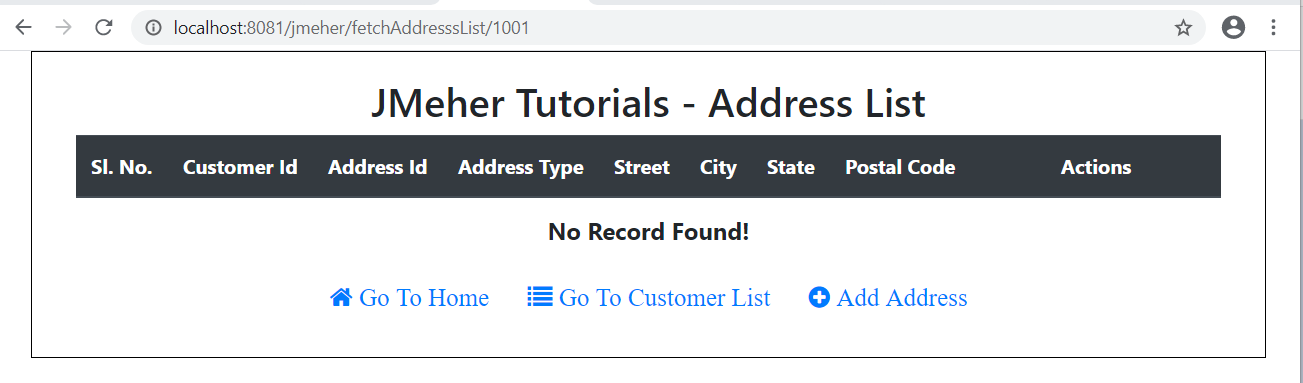 localhost:8081/jmeher/fetchAddresssList/1001
JMeher Tutorials - Address List
Sl. No. Customer Id Address Id Address Type Street City State Postal Code Actions
No Record Found!
Go To Home Go To Customer List Add Address